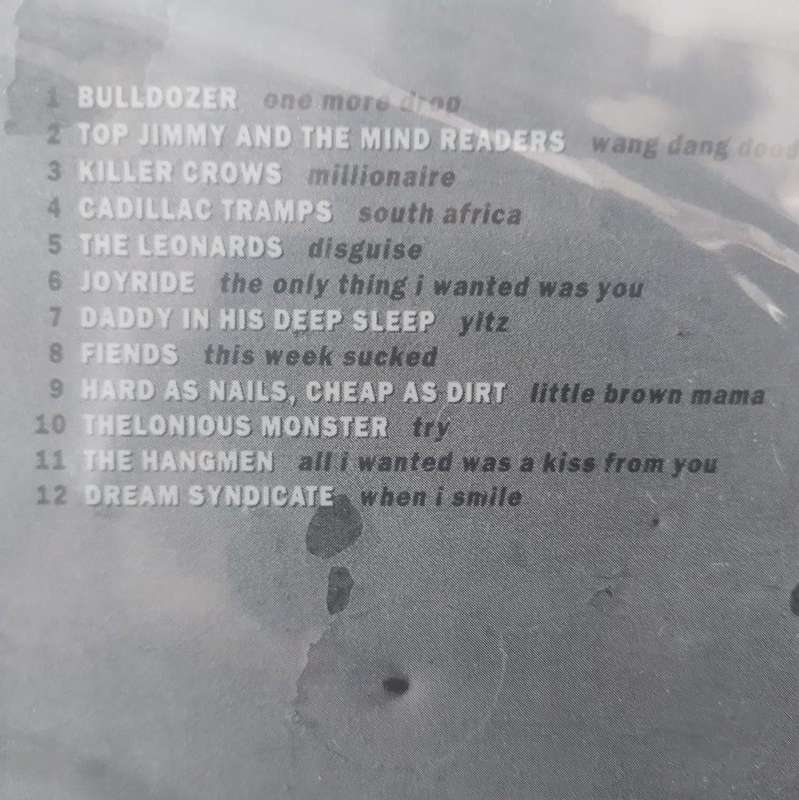 1 BULLDOZER one more drop
2 TOP JIMMY AND THE MIND READERS wang dang
3 KILLER CROWS millionaire
4 CADILLAC TRAMPS south africa
5 THE LEONARDS disguise
6 JOYRIDE the only thing i wanted was you
7 DADDY IN HIS DEEP SLEEP yitz
8 FIENDS this week sucked
9 HARD AS NAILS, CHEAP AS DIRT little brown mama
10 THELONIOUS MONSTER try
11 THE HANGMEN all i wanted was a kiss from you
12 DREAM SYNDICATE when i smile